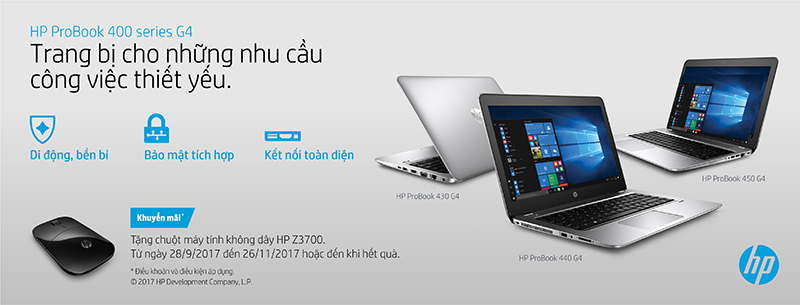 HP ProBook 400 series G4
Trang bị cho những nhu cầu
công việc thiết yếu.
Di động, bền bỉ
Bảo mật tích hợp
Kết nối toàn diện
HP ProBook 430 G4
HP ProBook 450 G4
HP ProBook 440 G4
Khuyến mãi*
Tặng chuột máy tính không dây HP Z3700.
Từ ngày 28/9/2017 đến 26/11/2017 hoặc đến khi hết quà.
* Điều khoản và điều kiện áp dụng.
© 2017 HP Development Company, L.P.
hp